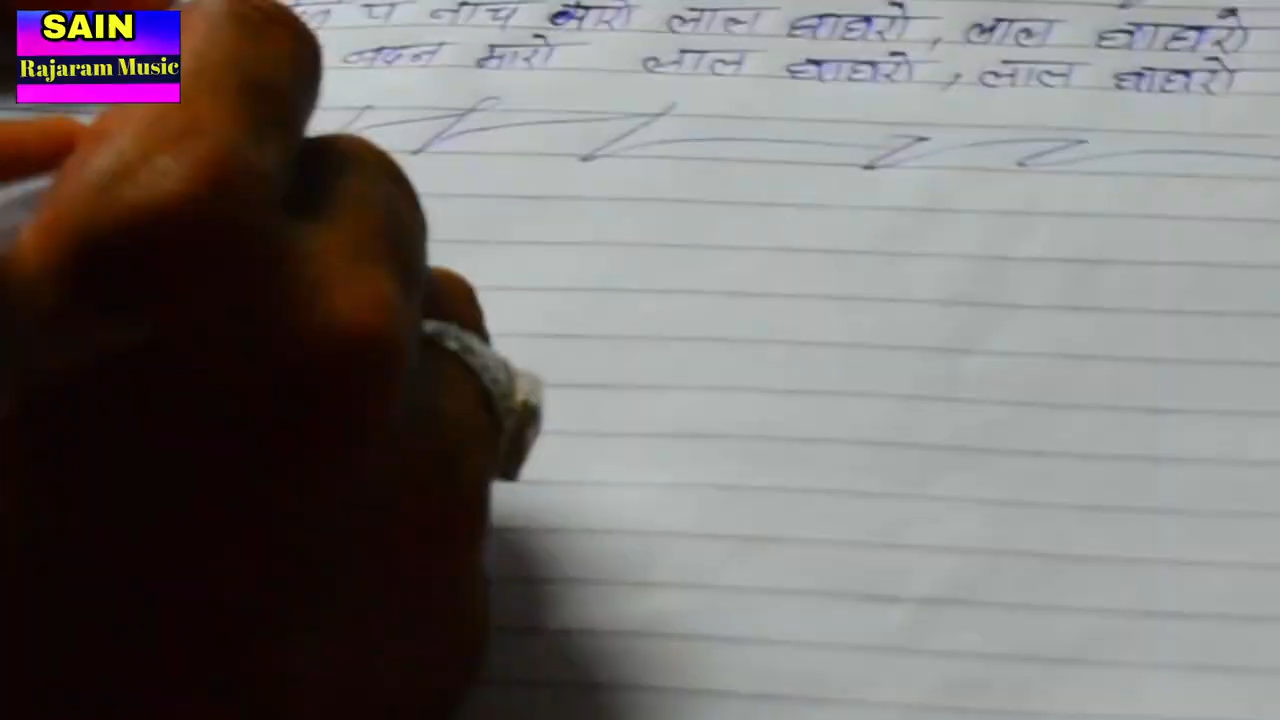 SAIN
Rajaram Music
प नाच मारो लाल घाघरो, लाल घाघरो
मारो लाल घाघरो, लाल घाघरो